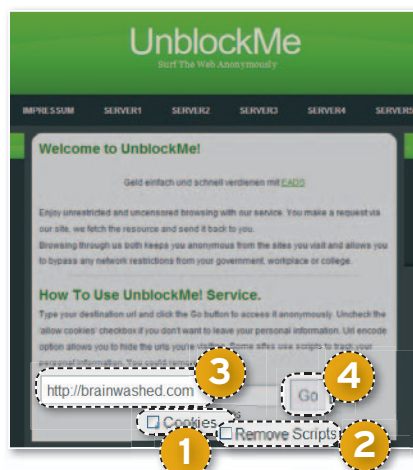 UnblockMe
Surf The Web Anonymously
IMPRESSUM SERVER1 SERVER2 SERVER3 SERVER4 SERVER5
Welcome to UnblockMe!
Geld einfach und schnell verdienen mit EADS
Enjoy unrestricted and uncensored browsing with our service. You make a request via
our site, we fetch the resource and send it back to you.
Browsing through us both keeps you anonymous from the sites you visit and allows you
to bypass any network restrictions from your government, workplace or college.
How To Use UnblockMe! Service.
Type your destination url and click the Go button to access it anonymously. Uncheck the
'allow cookies' checkbox if you don't want to leave your personal information. Url encode
option allows you to hide the urls you're visiting. Some sites use scripts to track your
personal information. You could remove
3
4
http://brainwashed.com
Go
Cookies
Remove Scripts
1
2